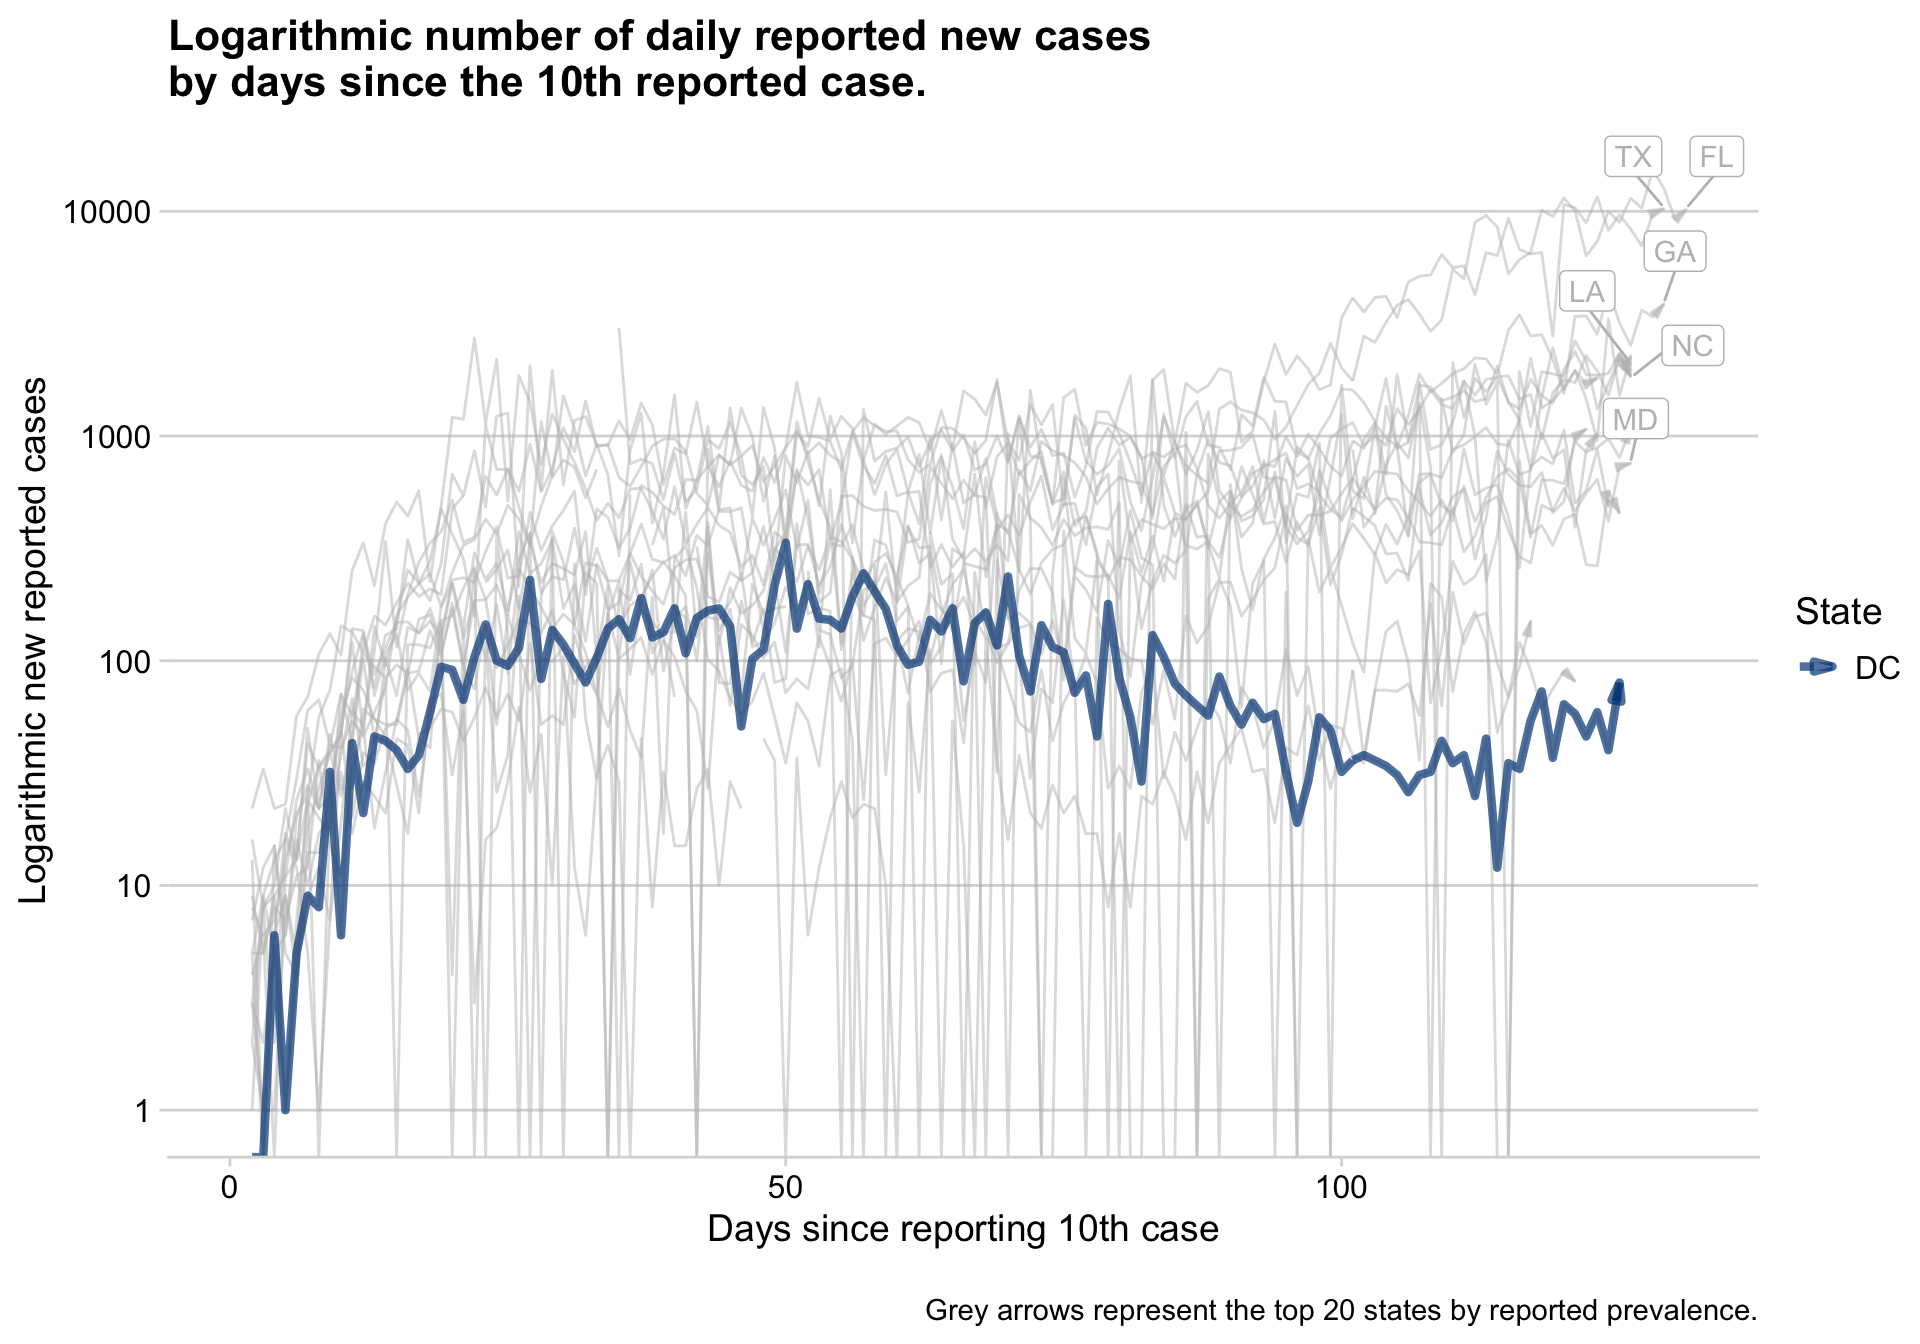 Logarithmic number of daily reported new cases
by days since the 10th reported case.
TX
FL
10000
GA
LA
NC
1000
MD
Logarithmic new reported cases
State
100
DC
10
1
0
50
100
Days since reporting 10th case
Grey arrows represent the top 20 states by reported prevalence.